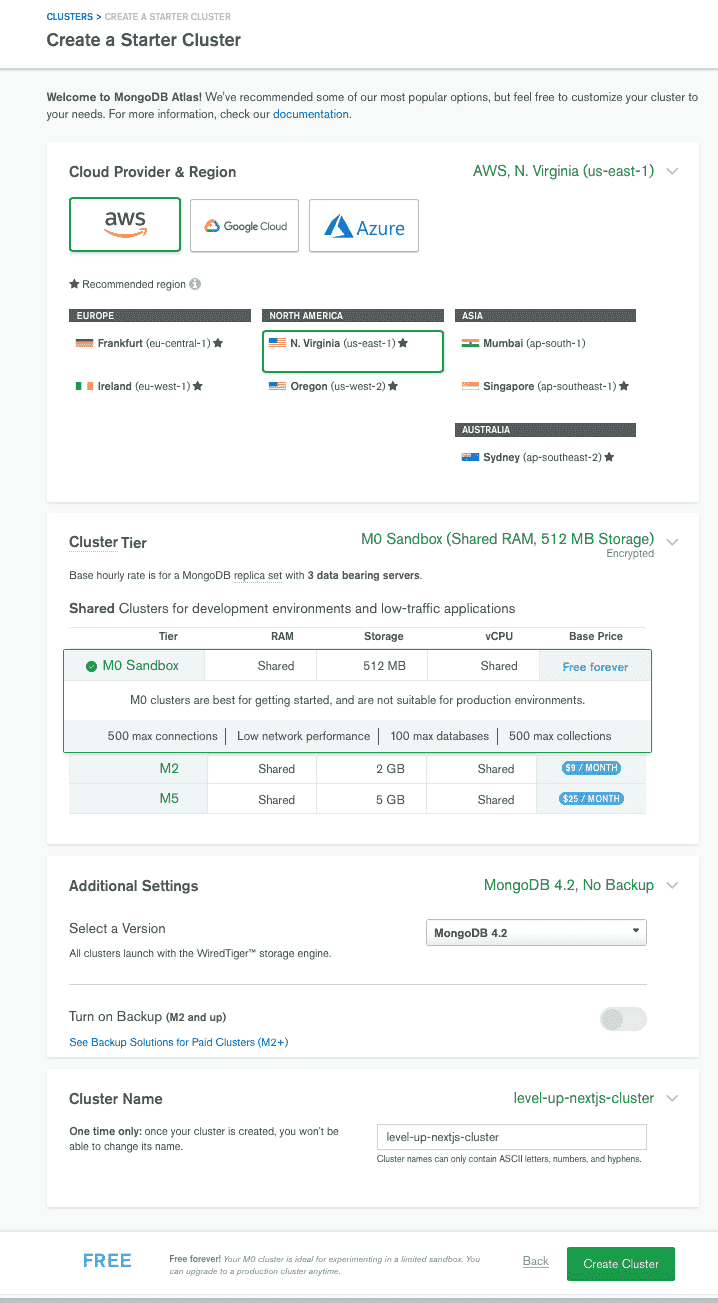 CLUSTERS > CREATE A STARTER CLUSTER
Create a Starter Cluster
Welcome to MongoDB Atlas! We've recommended some of our most popular options, but feel free to customize your cluster to
your needs. For more information, check our documentation.
Cloud Provider & Region
AWS, N. Virginia (us-east-1)
aws
Google Cloud
Azure
★ Recommended region
EUROPE
NORTH AMERICA
ASIA
Frankfurt (eu-central-1) ★
N. Virginia (us-east-1) ★
Mumbai (ap-south-1)
Ireland (eu-west-1) ★
Oregon (us-west-2) ★
Singapore (ap-southeast-1) ★
AUSTRALIA
Sydney (ap-southeast-2) ★
Cluster Tier
M0 Sandbox (Shared RAM, 512 MB Storage)
Encrypted
Base hourly rate is for a MongoDB replica set with 3 data bearing servers.
Shared Clusters for development environments and low-traffic applications
Tier RAM Storage vCPU Base Price
M0 Sandbox Shared 512 MB Shared Free forever
M0 clusters are best for getting started, and are not suitable for production environments.
500 max connections | Low network performance | 100 max databases | 500 max collections
M2 Shared 2 GB Shared $9 / MONTH
M5 Shared 5 GB Shared $25 / MONTH
Additional Settings
MongoDB 4.2, No Backup
Select a Version
MongoDB 4.2
All clusters launch with the WiredTiger™ storage engine.
Turn on Backup (M2 and up)
See Backup Solutions for Paid Clusters (M2+)
Cluster Name
level-up-nextjs-cluster
One time only: once your cluster is created, you won't be
able to change its name.
level-up-nextjs-cluster
Cluster names can only contain ASCII letters, numbers, and hyphens.
FREE
Free forever! Your M0 cluster is ideal for experimenting in a limited sandbox. You
can upgrade to a production cluster anytime.
Back
Create Cluster